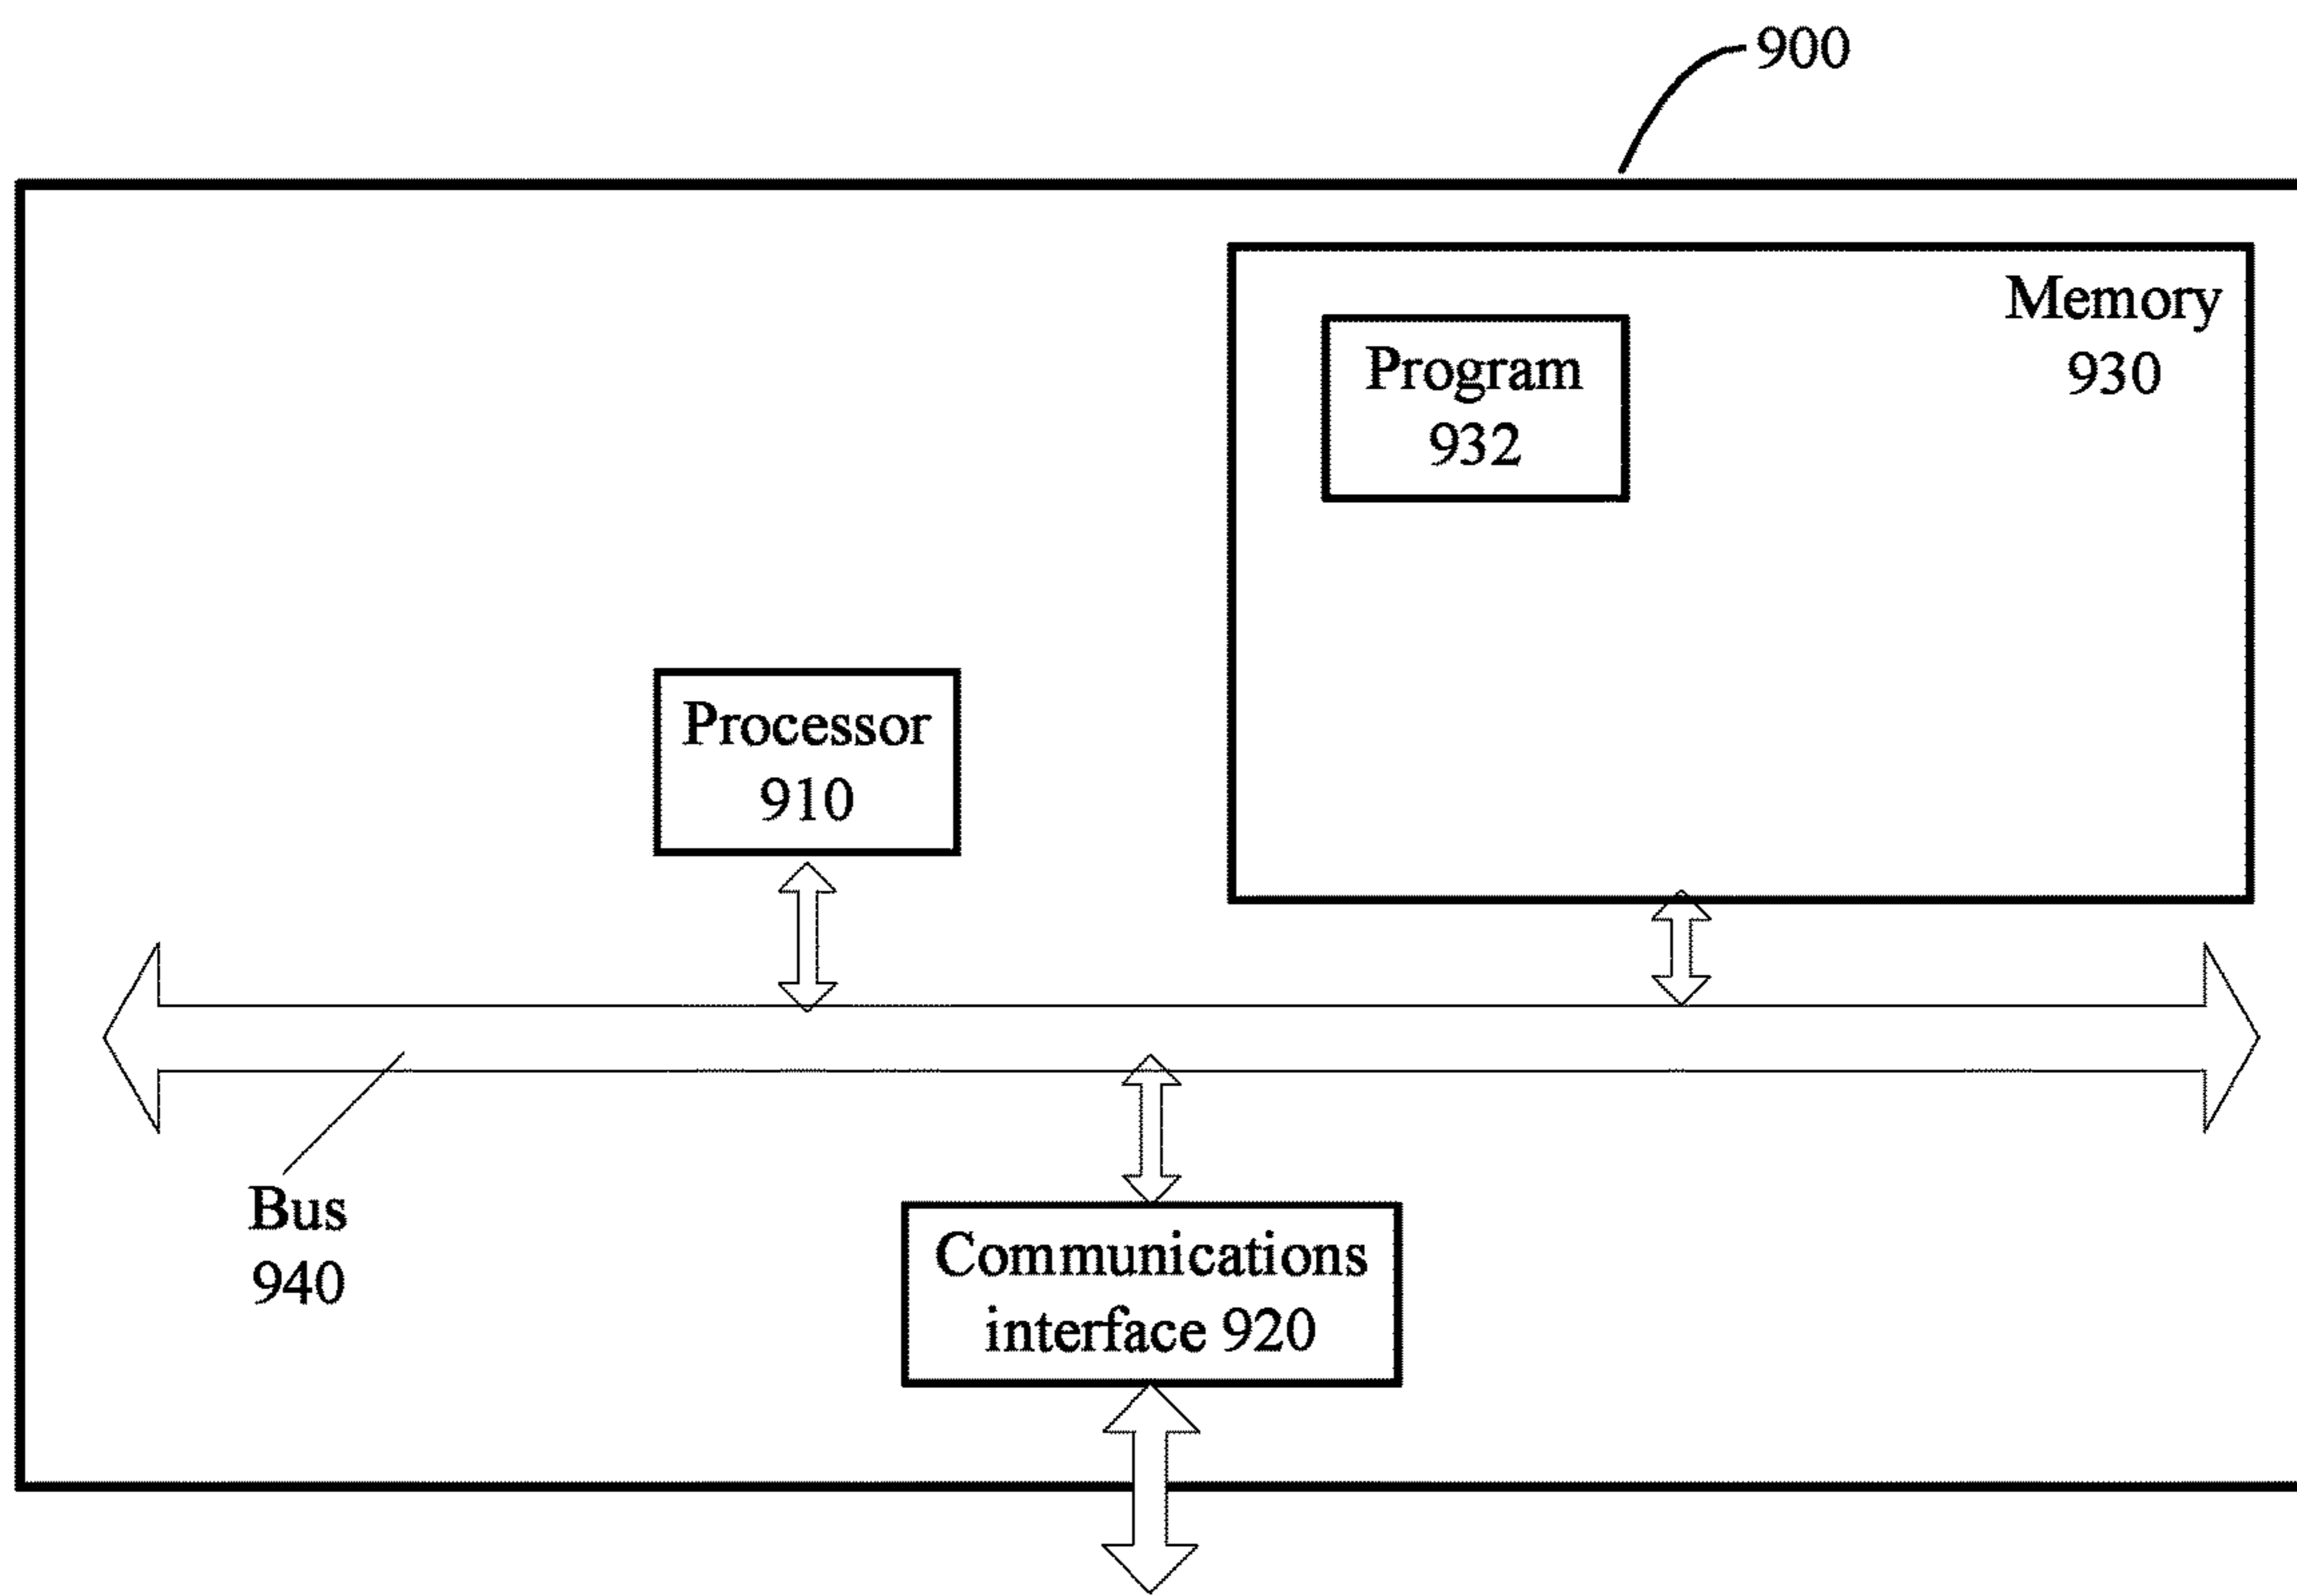 900
Memory
930
Program
932
Processor
910
Bus
940
Communications
interface 920